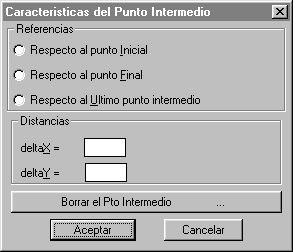 Caracteristicas del Punto Intermedio
Referencias
Respecto al punto Inicial
Respecto al punto Final
Respecto al Ultimo punto intermedio
Distancias
deltaX =
deltaY =
Borrar el Pto Intermedio ...
Aceptar Cancelar